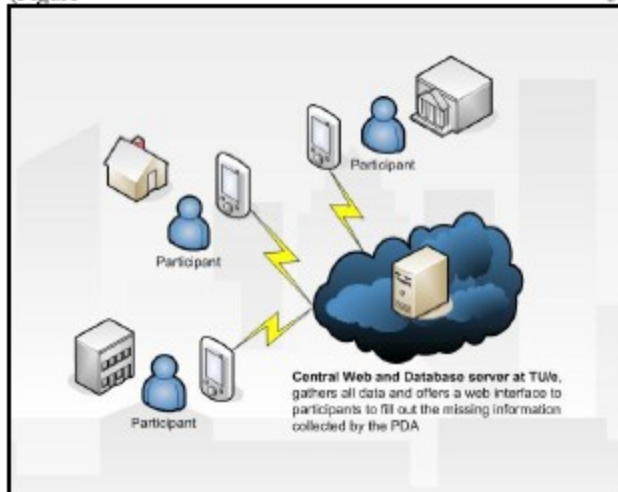 Participant
Participant
Participant
Central Web and Database server at TU/e,
gathers all data and offers a web interface to
participants to fill out the missing information
collected by the PDA